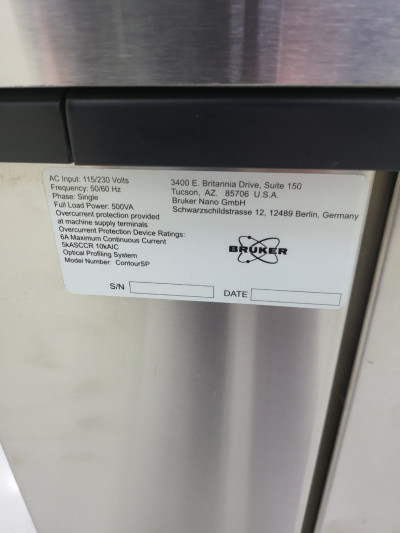 AC Input: 115/230 Volts
Frequency: 50/60 Hz
Phase: Single
Full Load Power: 500VA
Overcurrent protection provided
at machine supply terminals
Overcurrent Protection Device Ratings:
6A Maximum Continuous Current
5kASCCR 10kAIC
Optical Profiling System
Model Number: ContourSP
3400 E. Britannia Drive, Suite 150
Tucson, AZ. 85706 U.S.A.
Bruker Nano GmbH
Schwarzschildstrasse 12, 12489 Berlin, Germany
BRUKER
S/N
DATE